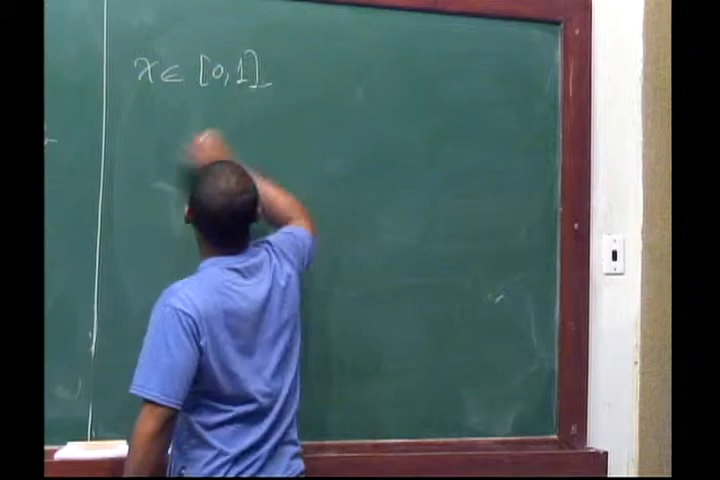 x ∈ [0,1]